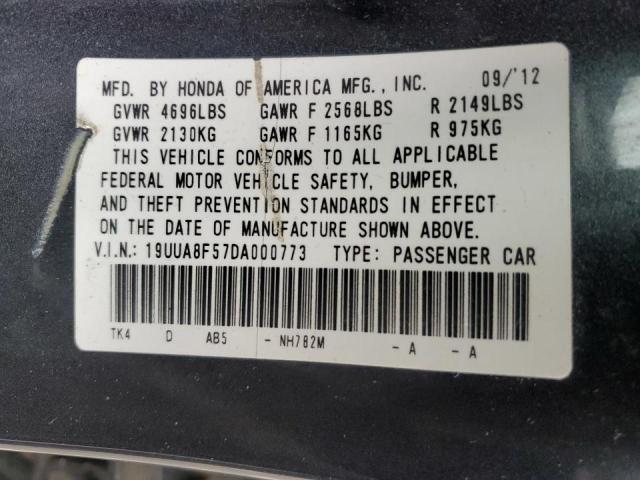 MFD. BY HONDA OF AMERICA MFG., INC. 09/'12
GVWR 4696LBS GAWR F 2568LBS R 2149LBS
GVWR 2130KG GAWR F 1165KG R 975KG
THIS VEHICLE CONFORMS TO ALL APPLICABLE
FEDERAL MOTOR VEHICLE SAFETY, BUMPER,
AND THEFT PREVENTION STANDARDS IN EFFECT
ON THE DATE OF MANUFACTURE SHOWN ABOVE.
V.I.N.: 19UUA8F57DA000773 TYPE: PASSENGER CAR
TK4 D AB5 - NH782M - A - A